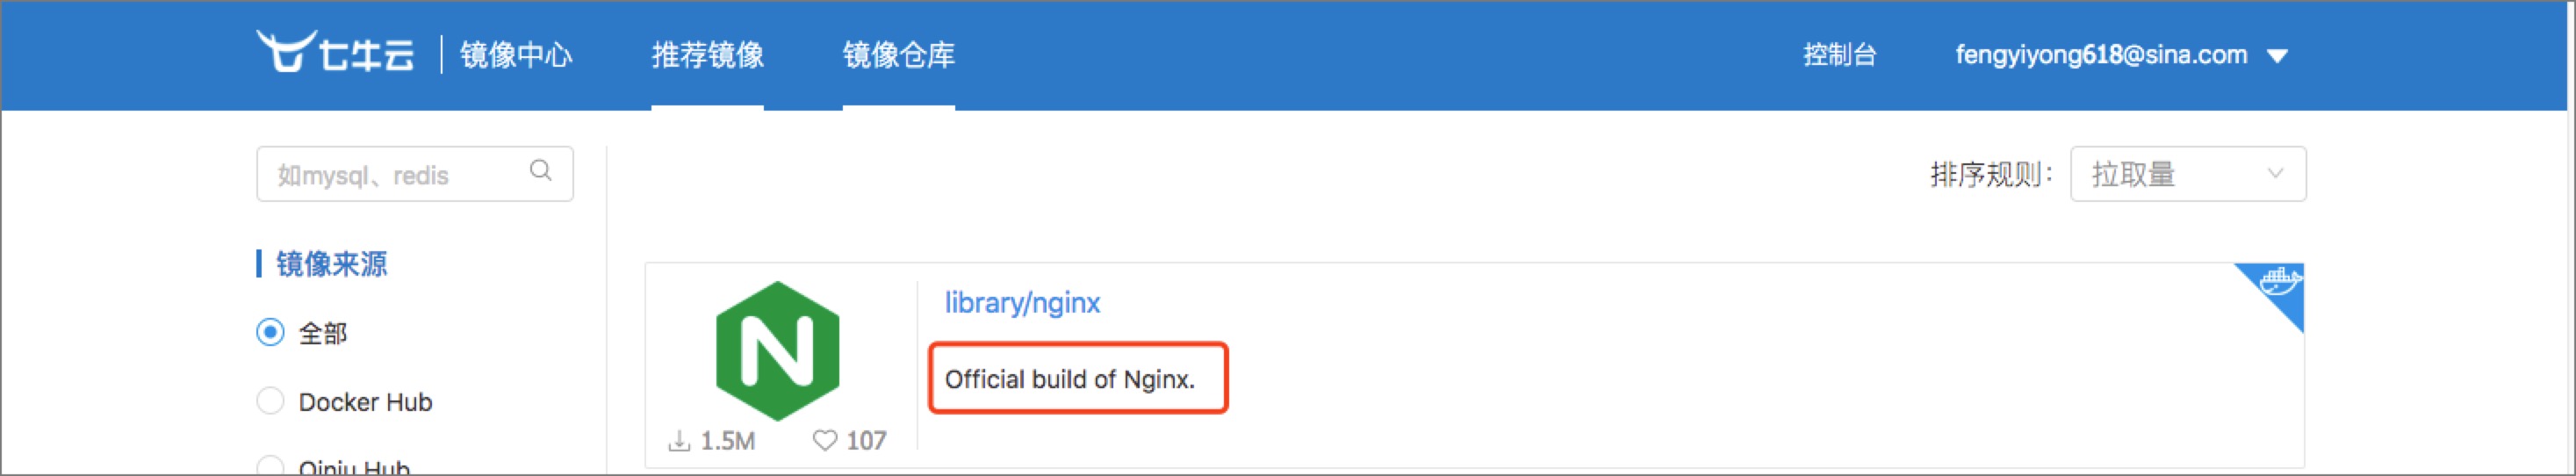 七牛云 镜像中心 推荐镜像 镜像仓库 控制台 fengyiyong618@sina.com
如mysql、redis
排序规则： 拉取量
镜像来源
全部
Docker Hub
Qiniu Hub
library/nginx
Official build of Nginx.
1.5M 107